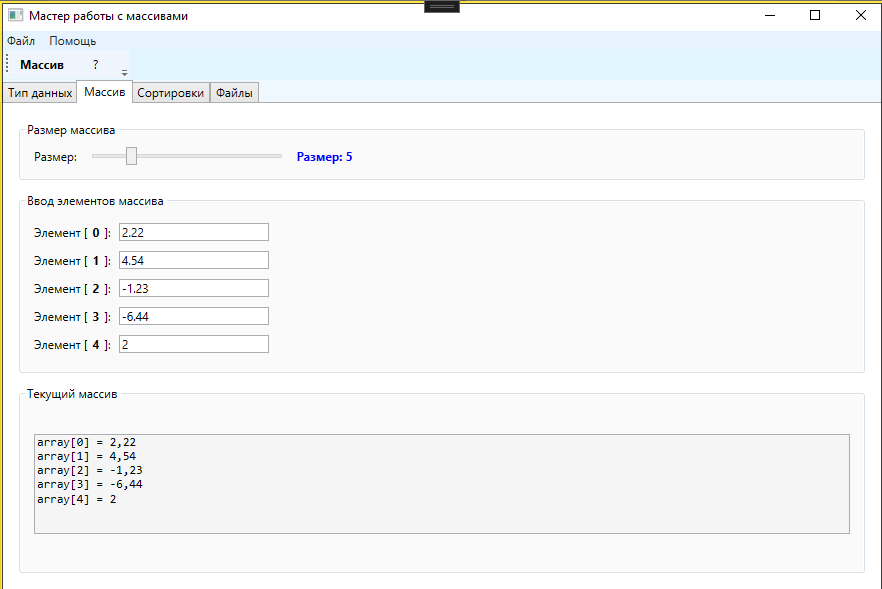 Мастер работы с массивами
Файл Помощь
Массив ?
Тип данных Массив Сортировки Файлы
Размер массива
Размер: Размер: 5
Ввод элементов массива
Элемент [ 0 ]: 2.22
Элемент [ 1 ]: 4.54
Элемент [ 2 ]: -1.23
Элемент [ 3 ]: -6.44
Элемент [ 4 ]: 2
Текущий массив
array[0] = 2,22
array[1] = 4,54
array[2] = -1,23
array[3] = -6,44
array[4] = 2